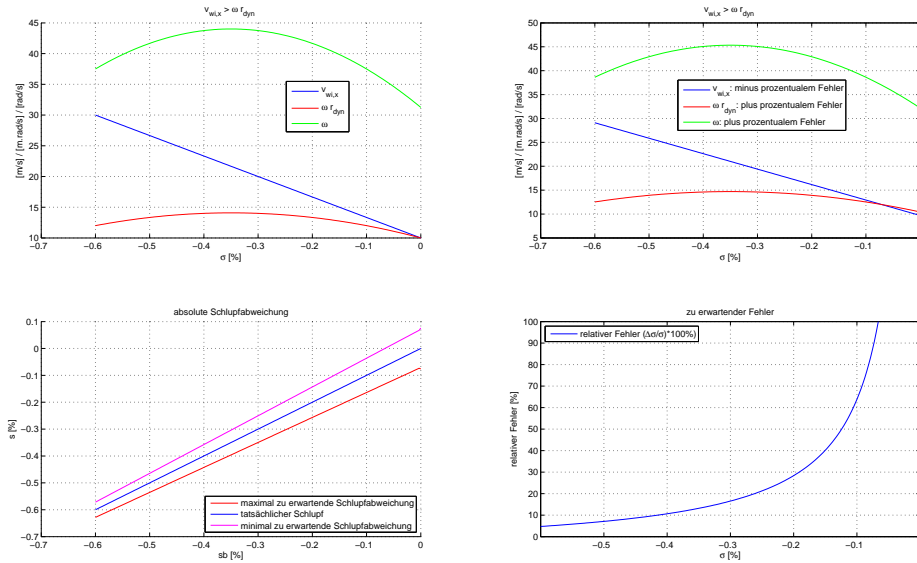 v_wi,x > ω r_dyn
45
40
35
30
25
20
15
10
[m/s] / [m.rad/s] / [rad/s]
v_wi,x
ω r_dyn
ω
−0.7 −0.6 −0.5 −0.4 −0.3 −0.2 −0.1 0
σ [%]
v_wi,x > ω r_dyn
50
45
40
35
30
25
20
15
10
5
[m/s] / [m.rad/s] / [rad/s]
v_wi,x: minus prozentualem Fehler
ω r_dyn: plus prozentualem Fehler
ω: plus prozentualem Fehler
−0.7 −0.6 −0.5 −0.4 −0.3 −0.2 −0.1
σ [%]
absolute Schlupfabweichung
0.1
0
−0.1
−0.2
−0.3
−0.4
−0.5
−0.6
−0.7
s [%]
maximal zu erwartende Schlupfabweichung
tatsächlicher Schlupf
minimal zu erwartende Schlupfabweichung
−0.7 −0.6 −0.5 −0.4 −0.3 −0.2 −0.1 0
sb [%]
zu erwartender Fehler
100
90
80
70
60
50
40
30
20
10
0
relativer Fehler [%]
relativer Fehler (Δσ/σ)*100%)
−0.5 −0.4 −0.3 −0.2 −0.1
σ [%]